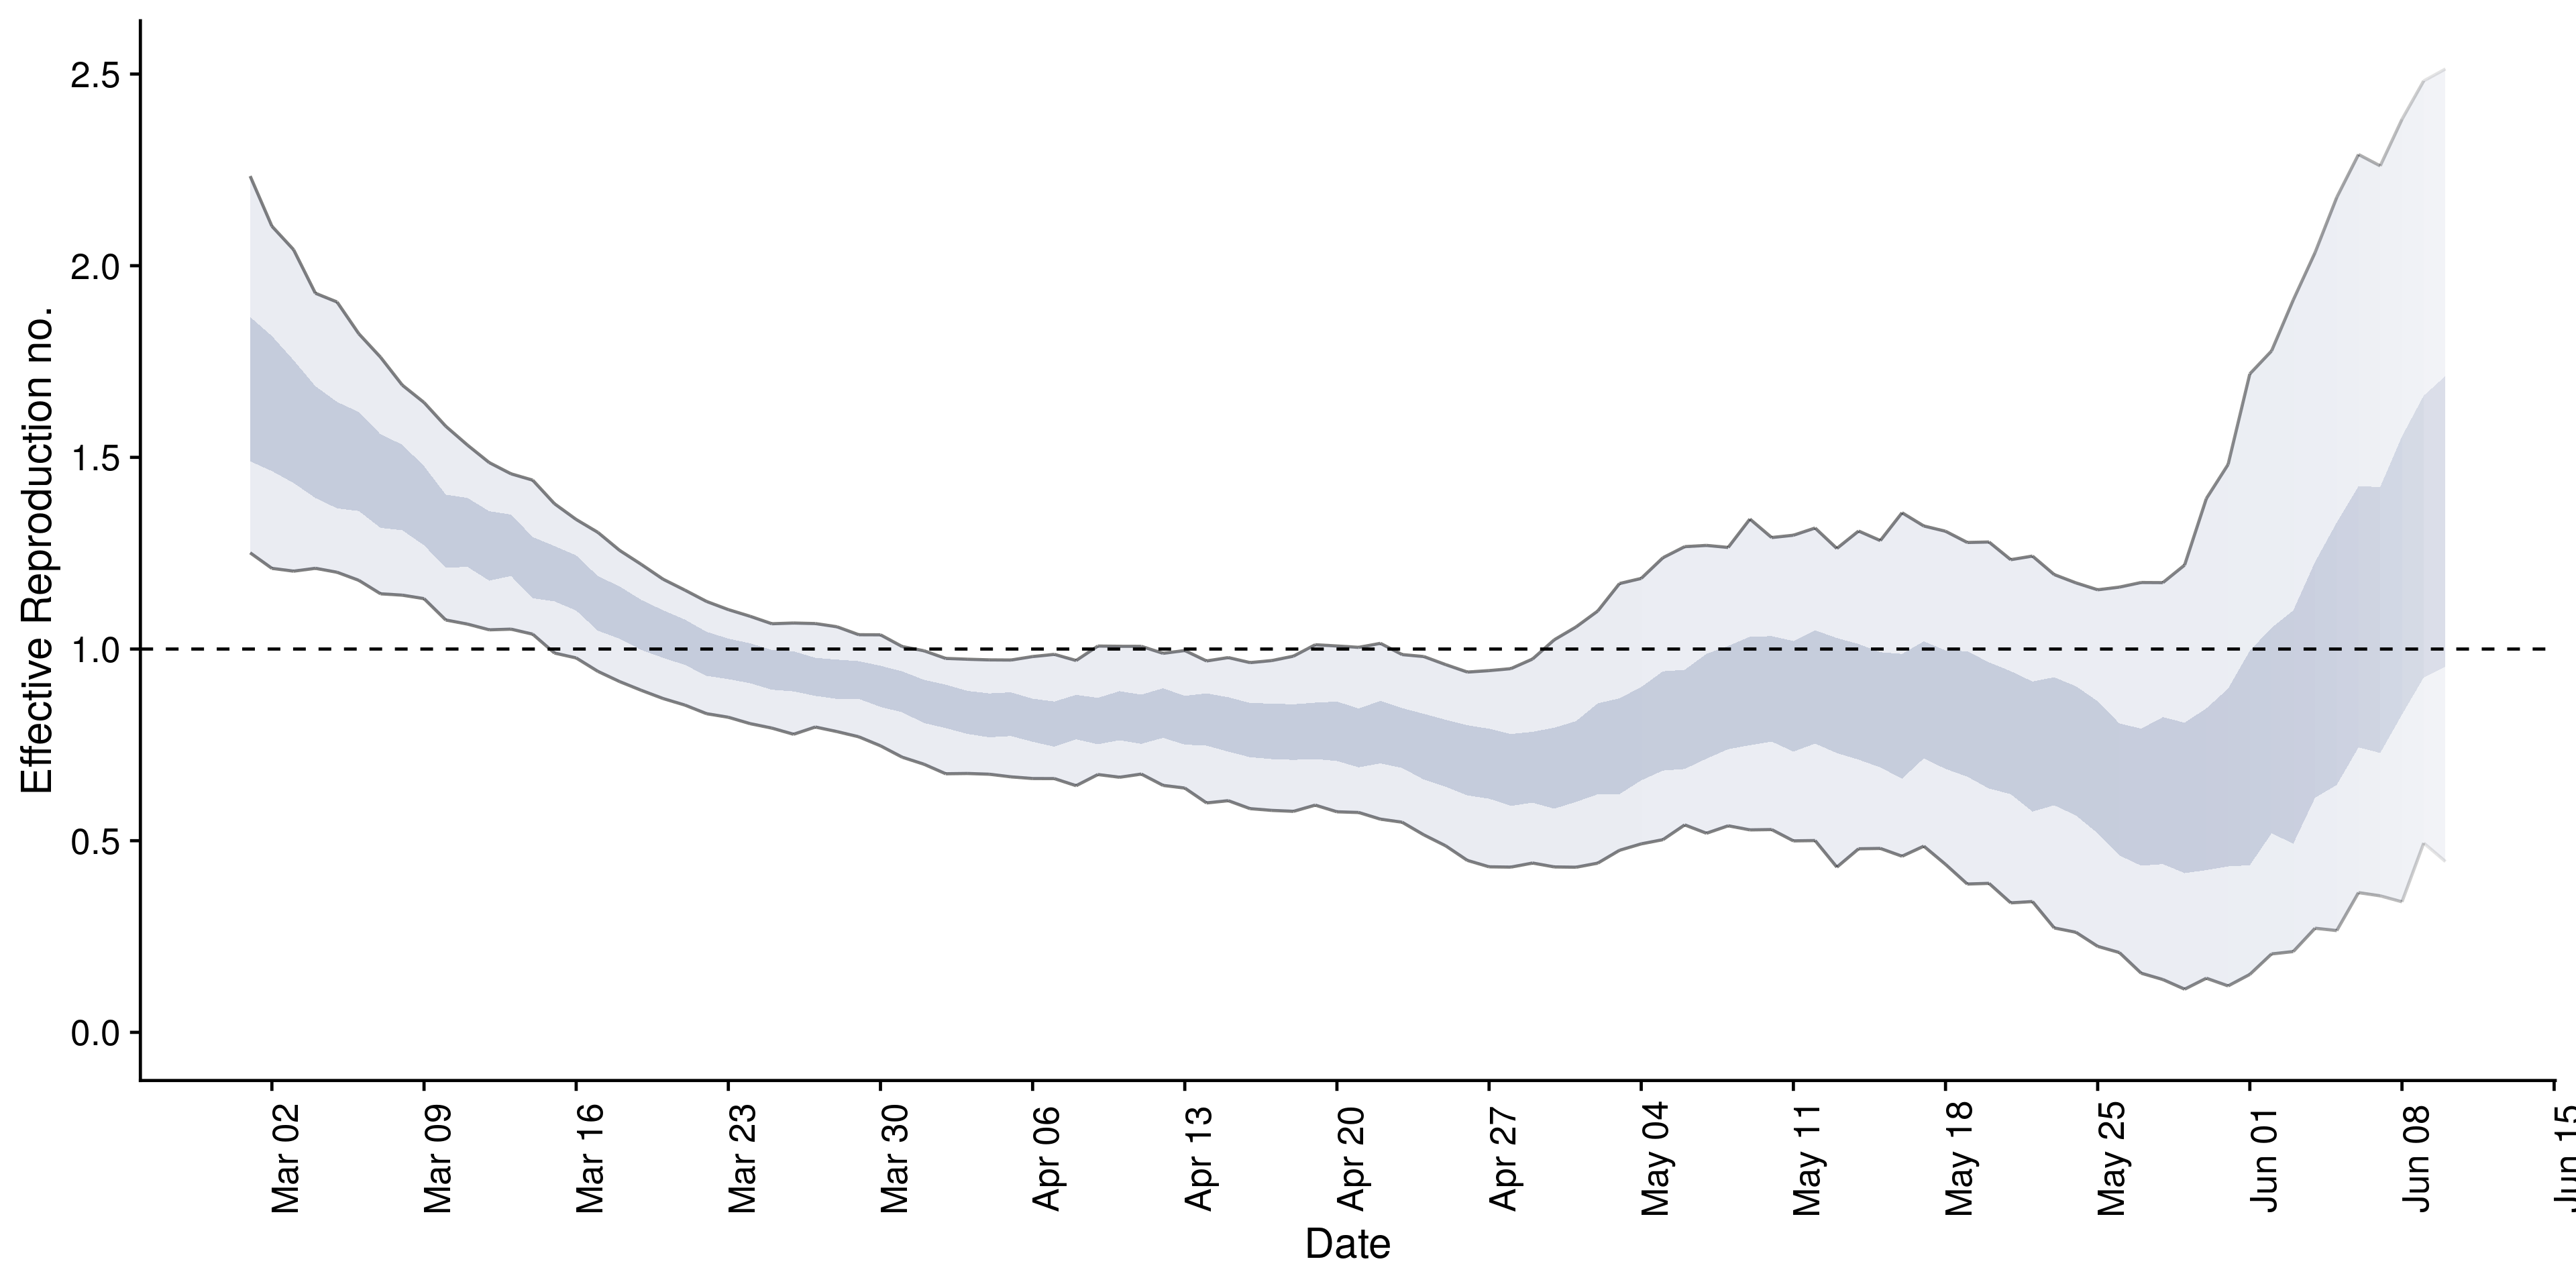 Effective Reproduction no.
2.5
2.0
1.5
1.0
0.5
0.0
Mar 02
Mar 09
Mar 16
Mar 23
Mar 30
Apr 06
Apr 13
Apr 20
Apr 27
May 04
May 11
May 18
May 25
Jun 01
Jun 08
Jun 15
Date